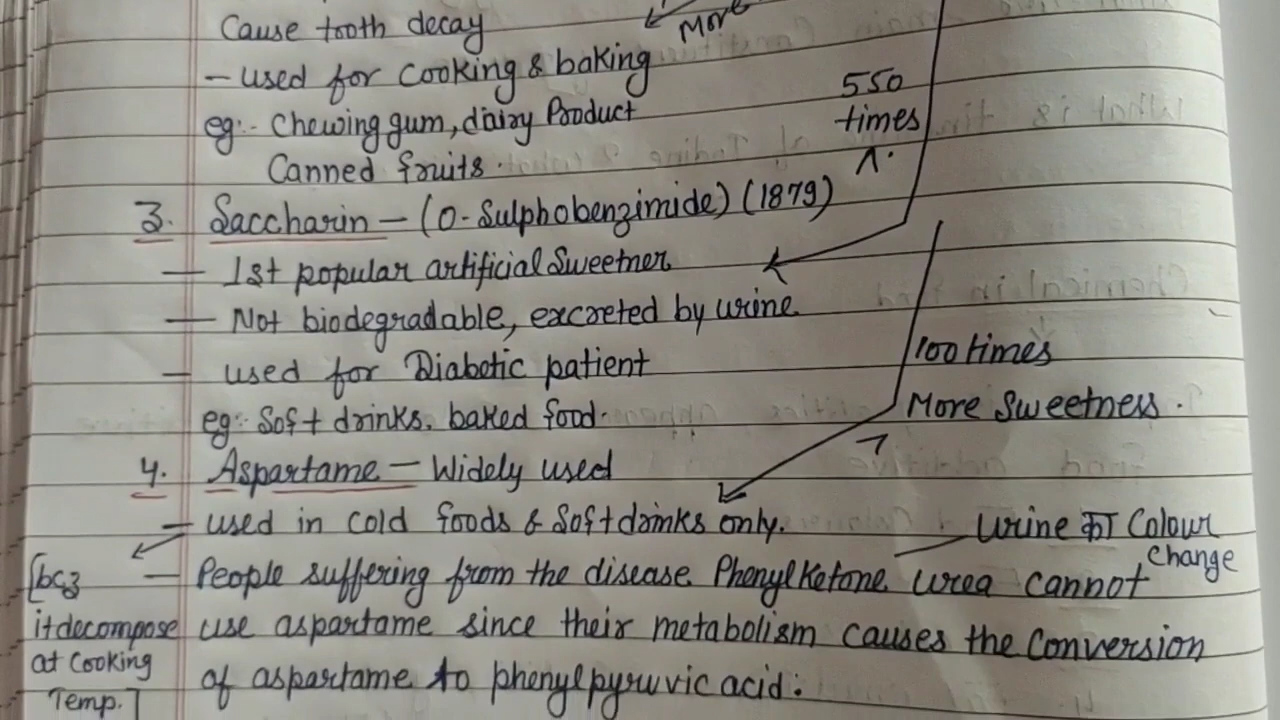 Cause tooth decay
More
- used for cooking & baking
eg:- Chewing gum, dairy Product
Canned fruits.
550
times
3. Saccharin - (O-Sulphobenzimide) (1879)
- 1st popular artificial Sweetner
- Not biodegradable, excreted by urine
- used for Diabetic patient
eg:- Soft drinks, baked food.
100 times
More Sweetness.
4. Aspartame - Widely used
- used in cold foods & Soft drinks only.
Urine का Colour
Change
- People suffering from the disease Phenyl Ketone urea cannot
use aspartame since their metabolism causes the Conversion
of aspartame to phenylpyruvic acid.
[bcz
it decompose
at Cooking
Temp.]